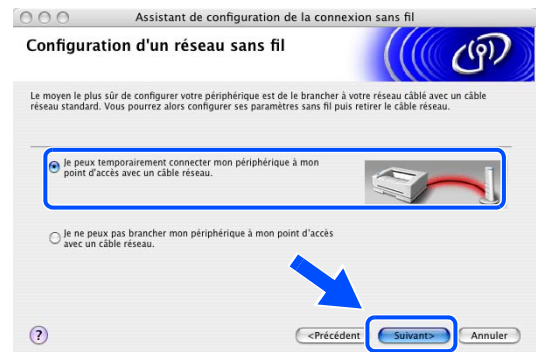 Assistant de configuration de la connexion sans fil
Configuration d'un réseau sans fil
Le moyen le plus sûr de configurer votre périphérique est de le brancher à votre réseau câblé avec un câble
réseau standard. Vous pourrez alors configurer ses paramètres sans fil puis retirer le câble réseau.
Je peux temporairement connecter mon périphérique à mon
point d'accès avec un câble réseau.
Je ne peux pas brancher mon périphérique à mon point d'accès
avec un câble réseau.
?
<Précédent
Suivant>
Annuler